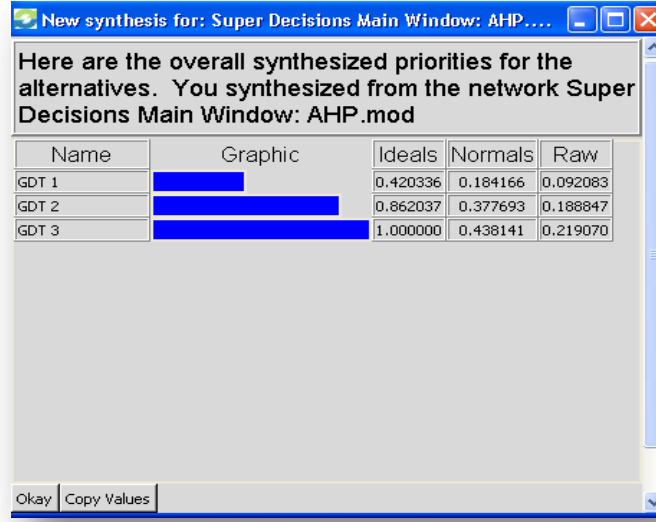 New synthesis for: Super Decisions Main Window: AHP....
Here are the overall synthesized priorities for the
alternatives. You synthesized from the network Super
Decisions Main Window: AHP.mod
Name Graphic Ideals Normals Raw
GDT 1 0.420336 0.184166 0.092083
GDT 2 0.862037 0.377693 0.188847
GDT 3 1.000000 0.438141 0.219070
Okay Copy Values